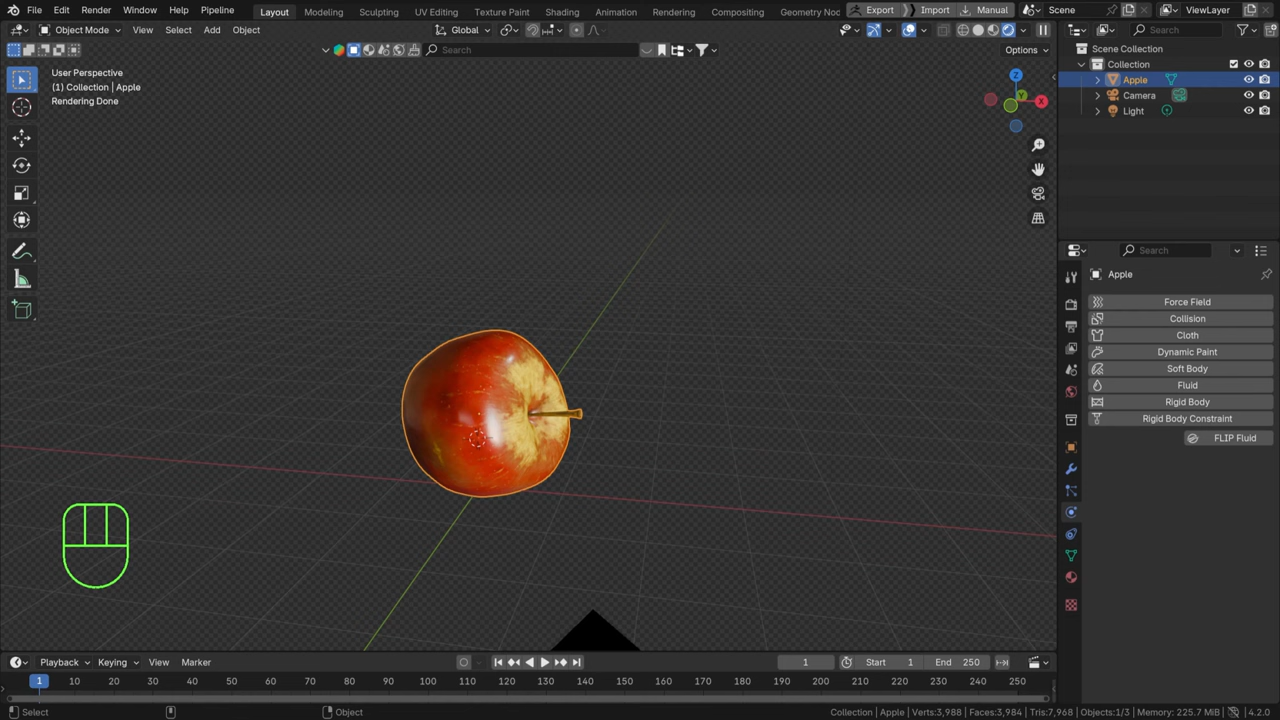 File Edit Render Window Help Pipeline
Layout Modeling Sculpting UV Editing Texture Paint Shading Animation Rendering Compositing Geometry Noc
Export Import Manual
Scene
ViewLayer
Object Mode View Select Add Object
Global
Search
Search
Options
User Perspective
(1) Collection | Apple
Rendering Done
Z
Y
X
Scene Collection
Collection
Apple
Camera
Light
Search
Apple
Force Field
Collision
Cloth
Dynamic Paint
Soft Body
Fluid
Rigid Body
Rigid Body Constraint
FLIP Fluid
Playback Keying View Marker
1
Start 1
End 250
1 10 20 30 40 50 60 70 80 90 100 110 120 130 140 150 160 170 180 190 200 210 220 230 240 250
Select
Object
Collection | Apple | Verts:3,988 | Faces:3,984 | Tris:7,968 | Objects:1/3 | Memory: 225.7 MiB
4.2.0